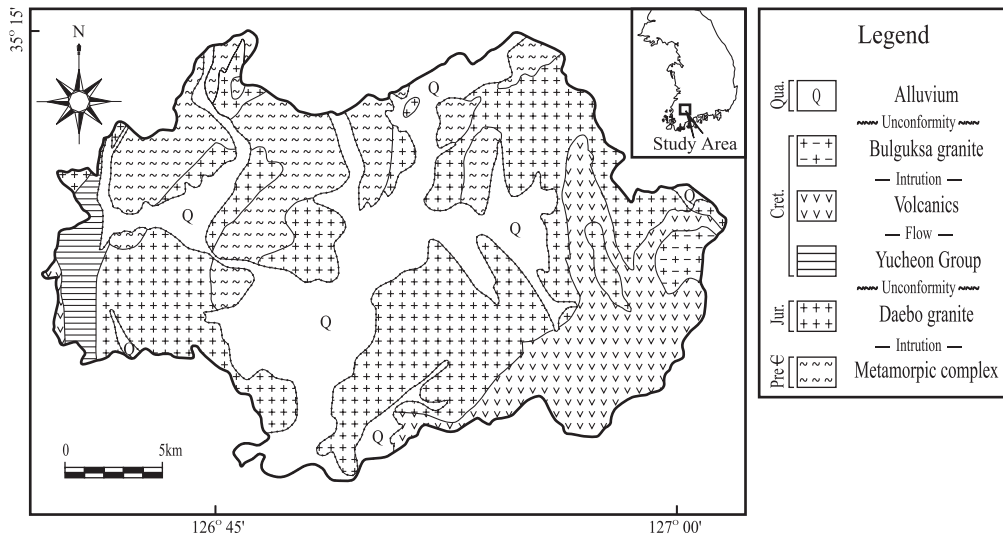 35° 15'
N
Study Area
Q
Q
Q
Q
Q
Q
Q
0 5km
126° 45'
127° 00'
Legend
Qua.
Q
Alluvium
Unconformity
Bulguksa granite
Intrution
Cret.
Volcanics
Flow
Yucheon Group
Unconformity
Jur.
Daebo granite
Intrution
Pre Є
Metamorpic complex